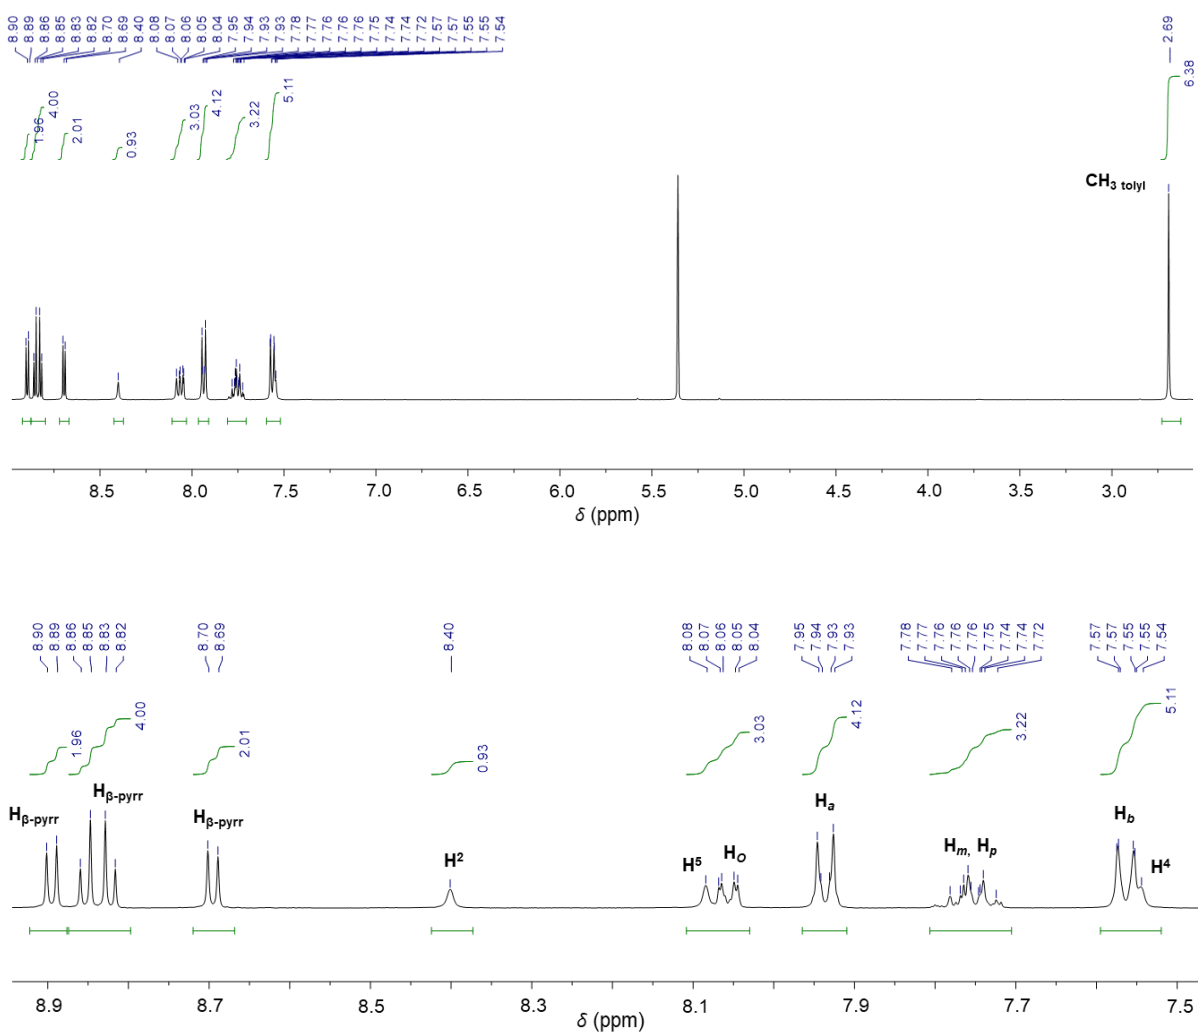 8.90 8.89 8.86 8.85 8.83 8.82 8.70 8.69 8.40 8.08 8.07 8.06 8.05 8.04 7.95 7.94 7.93 7.93 7.78 7.77 7.76 7.76 7.76 7.75 7.74 7.74 7.72 7.57 7.57 7.55 7.55 7.54 2.69
1.96 4.00 2.01 0.93 3.03 4.12 3.22 5.11 6.38
CH3 tolyl
8.5 8.0 7.5 7.0 6.5 6.0 5.5 5.0 4.5 4.0 3.5 3.0
δ (ppm)
8.90 8.89 8.86 8.85 8.83 8.82 8.70 8.69 8.40 8.08 8.07 8.06 8.05 8.04 7.95 7.94 7.93 7.93 7.78 7.77 7.76 7.76 7.76 7.75 7.74 7.74 7.72 7.57 7.57 7.55 7.55 7.54
1.96 4.00 2.01 0.93 3.03 4.12 3.22 5.11
Hβ-pyrr Hβ-pyrr Hβ-pyrr H2 H5 HO Ha Hm, Hp Hb H4
8.9 8.7 8.5 8.3 8.1 7.9 7.7 7.5
δ (ppm)